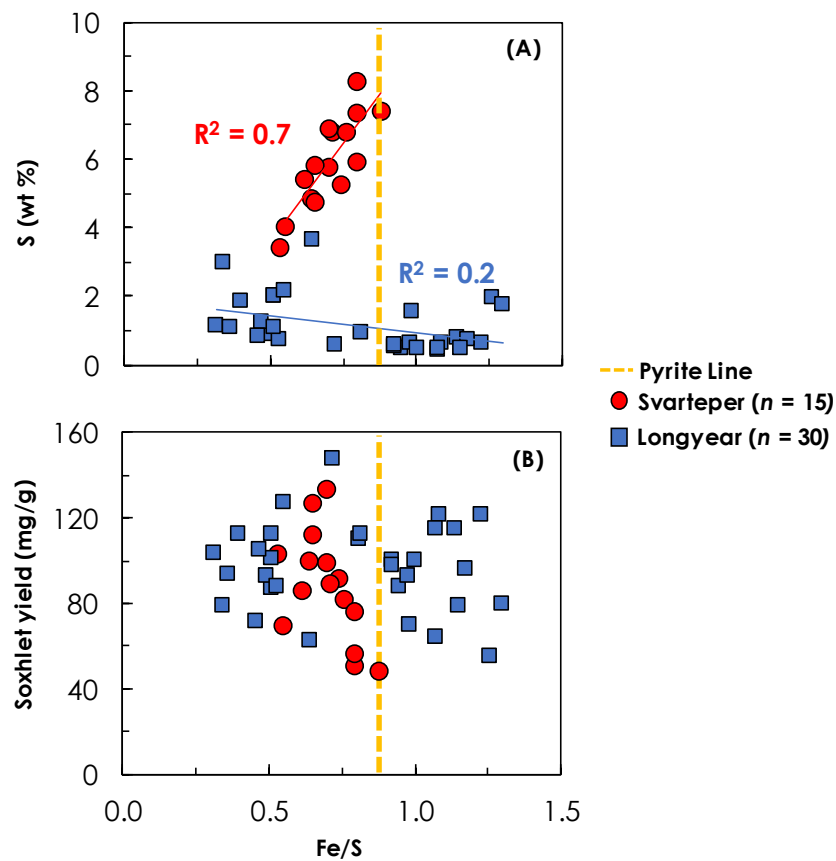 10
(A)
8
R² = 0.7
6
S (wt %)
4
R² = 0.2
2
0
Pyrite Line
Svarteper (n = 15)
Longyear (n = 30)
160
(B)
120
Soxhlet yield (mg/g)
80
40
0
0.0 0.5 1.0 1.5
Fe/S